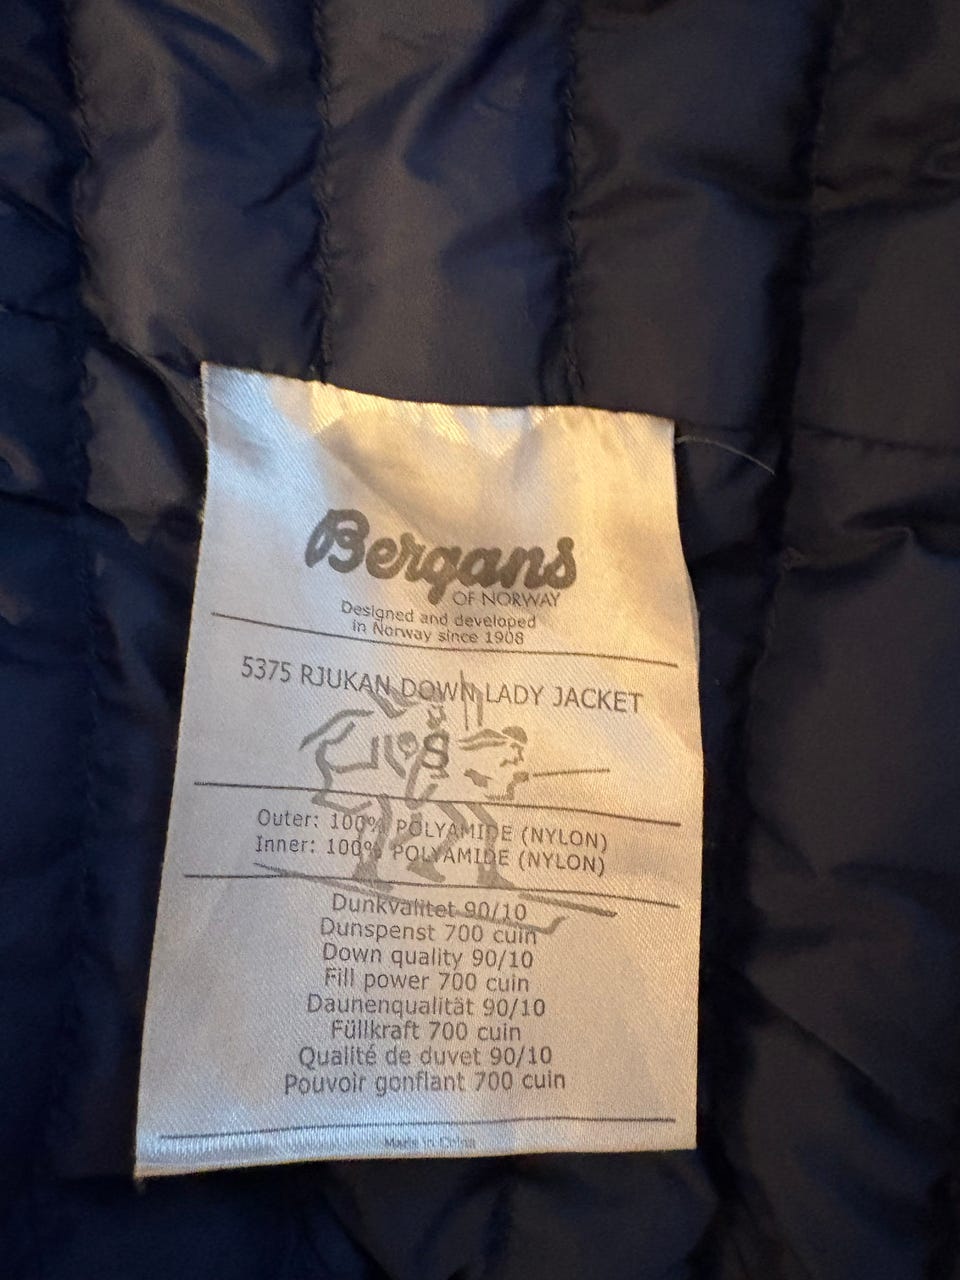 Bergans
OF NORWAY
Designed and developed
in Norway since 1908
5375 RJUKAN DOWN LADY JACKET
S
Outer: 100% POLYAMIDE (NYLON)
Inner: 100% POLYAMIDE (NYLON)
Dunkvalitet 90/10
Dunspenst 700 cuin
Down quality 90/10
Fill power 700 cuin
Daunenqualität 90/10
Füllkraft 700 cuin
Qualité de duvet 90/10
Pouvoir gonflant 700 cuin
Made in China